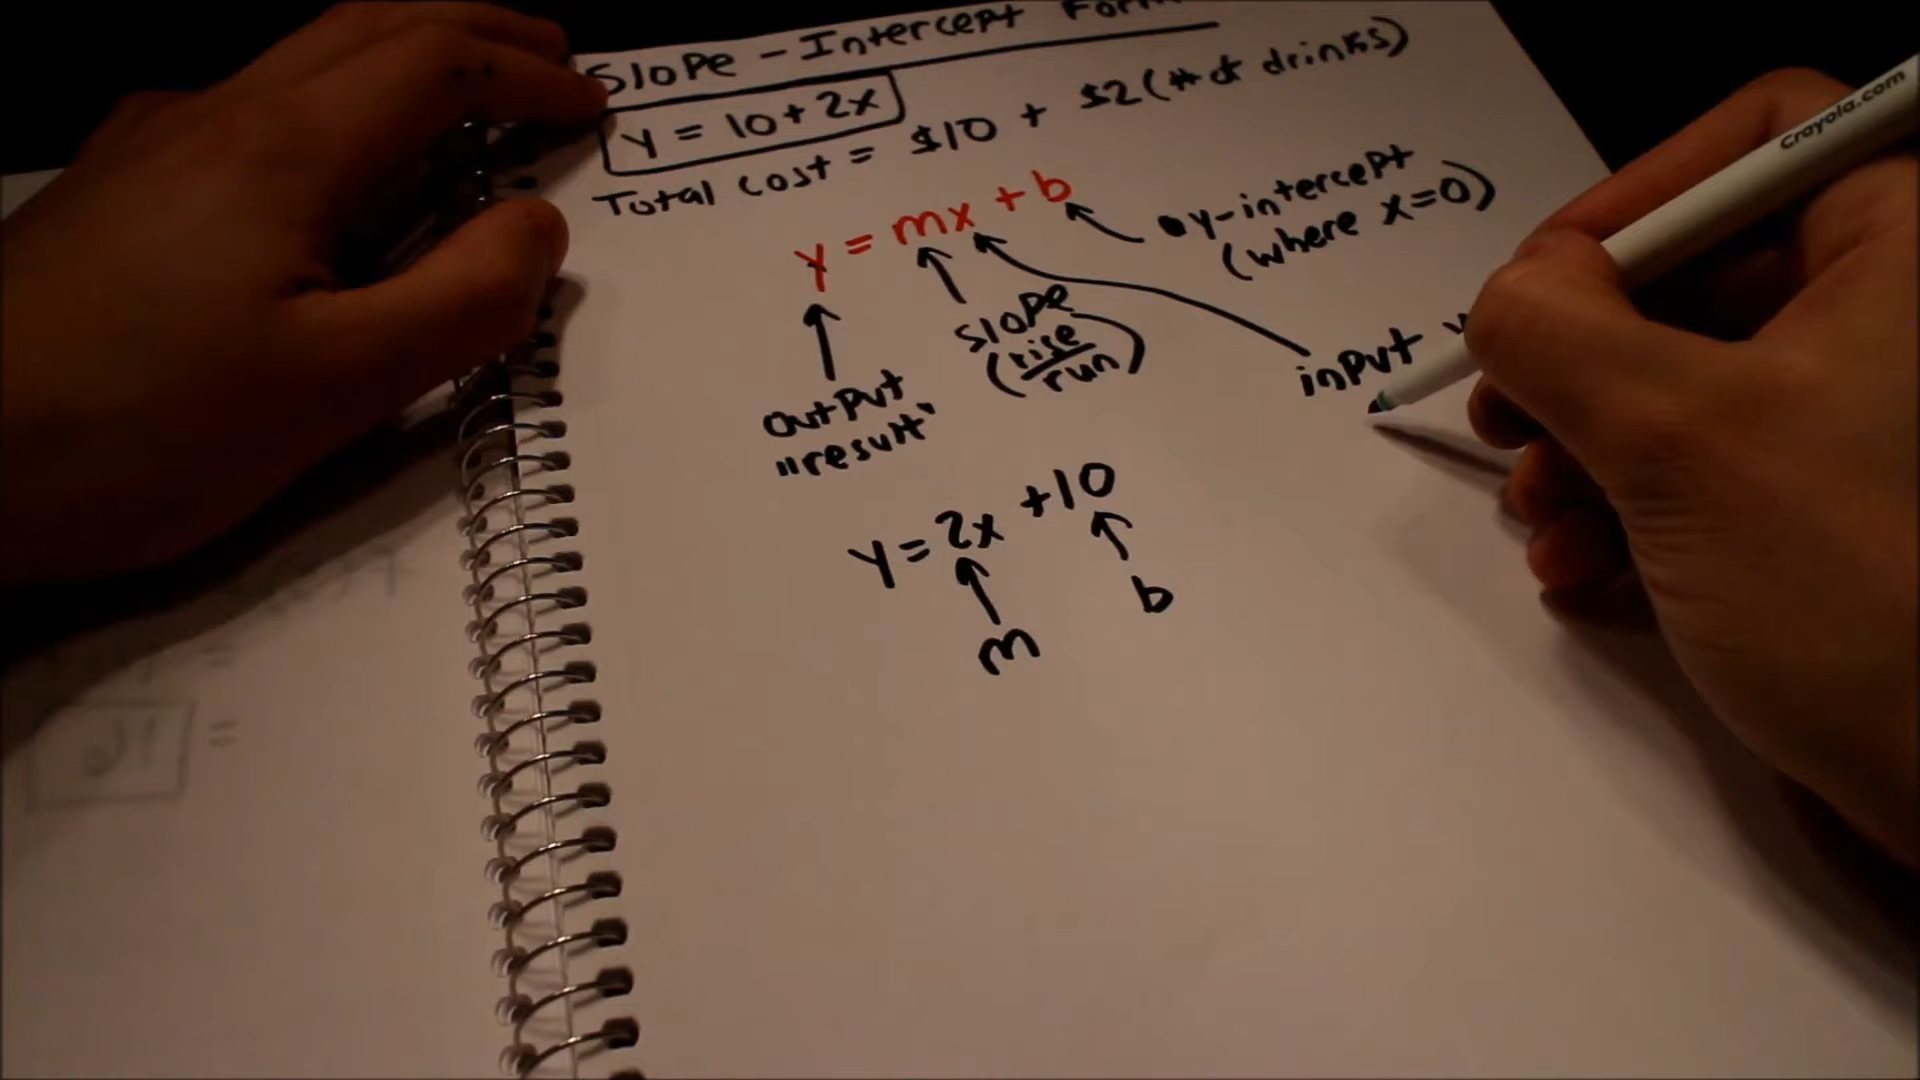 Slope - Intercept Form
y = 10 + 2x
Total cost = $10 + $2 (# of drinks)
y = mx + b
y-intercept
(where x=0)
slope
(rise/run)
input
output
"result"
y = 2x + 10
m
b
crayola.com